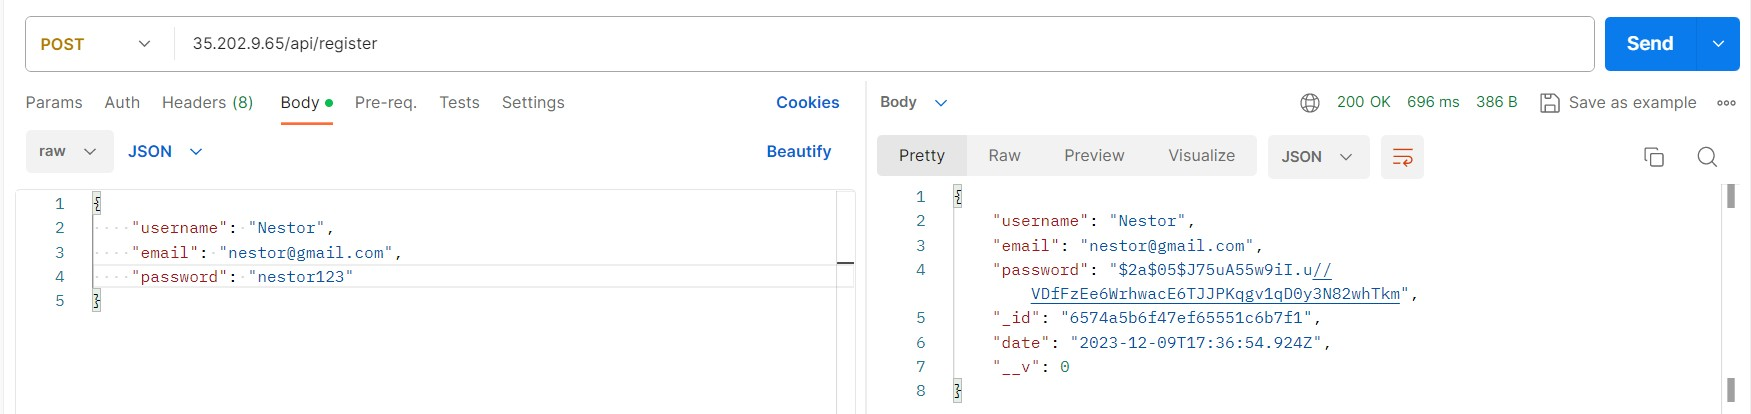 POST 35.202.9.65/api/register Send
Params Auth Headers (8) Body Pre-req. Tests Settings Cookies
raw JSON Beautify
1 {
2 "username": "Nestor",
3 "email": "nestor@gmail.com",
4 "password": "nestor123"
5 }
Body 200 OK 696 ms 386 B Save as example
Pretty Raw Preview Visualize JSON
1 {
2 "username": "Nestor",
3 "email": "nestor@gmail.com",
4 "password": "$2a$05$J75uA55w9iI.u//
VDfFzEe6WrhwacE6TJJPKqgv1qD0y3N82whTkm",
5 "_id": "6574a5b6f47ef65551c6b7f1",
6 "date": "2023-12-09T17:36:54.924Z",
7 "__v": 0
8 }